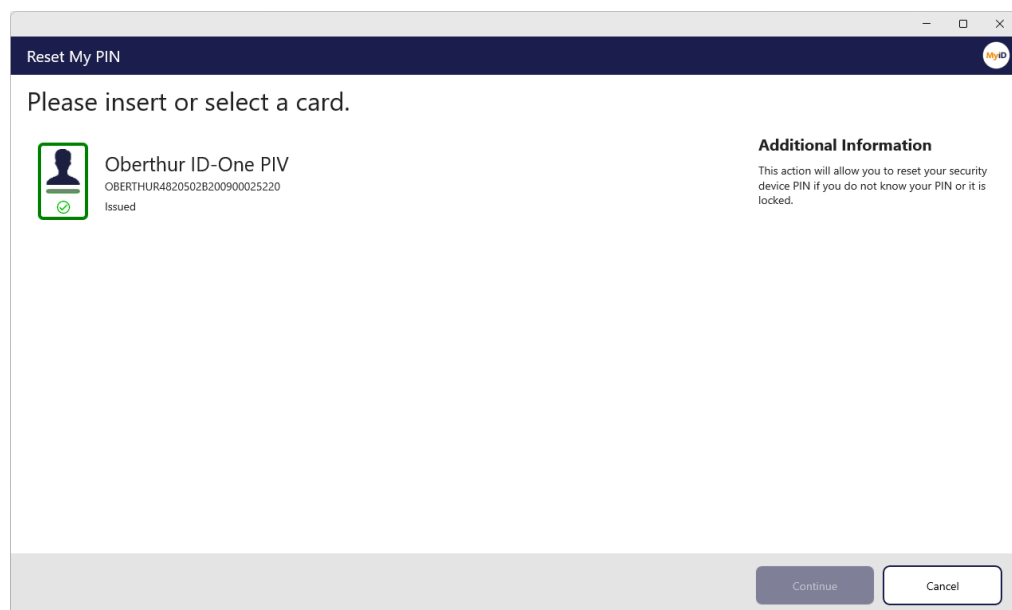 Reset My PIN
MyiD
Please insert or select a card.
Oberthur ID-One PIV
OBERTHUR4820502B200900025220
Issued
Additional Information
This action will allow you to reset your security
device PIN if you do not know your PIN or it is
locked.
Continue
Cancel